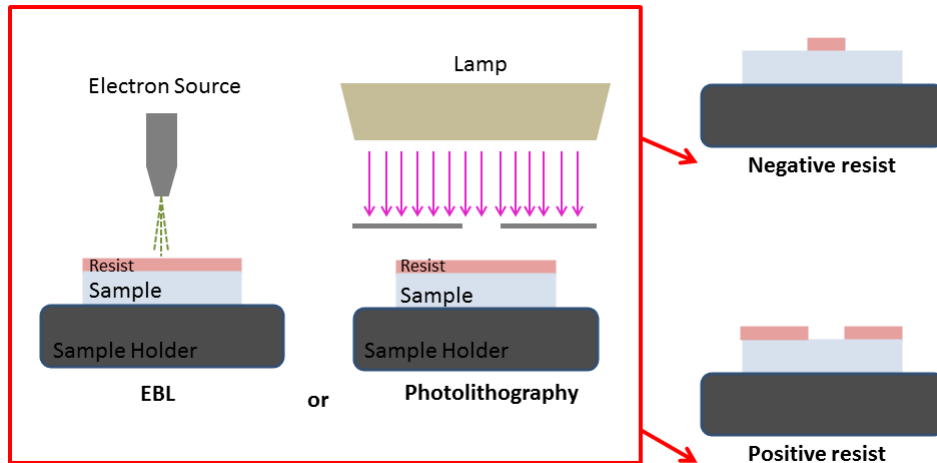 Electron Source
Resist
Sample
Sample Holder
EBL
or
Lamp
Resist
Sample
Sample Holder
Photolithography
Negative resist
Positive resist